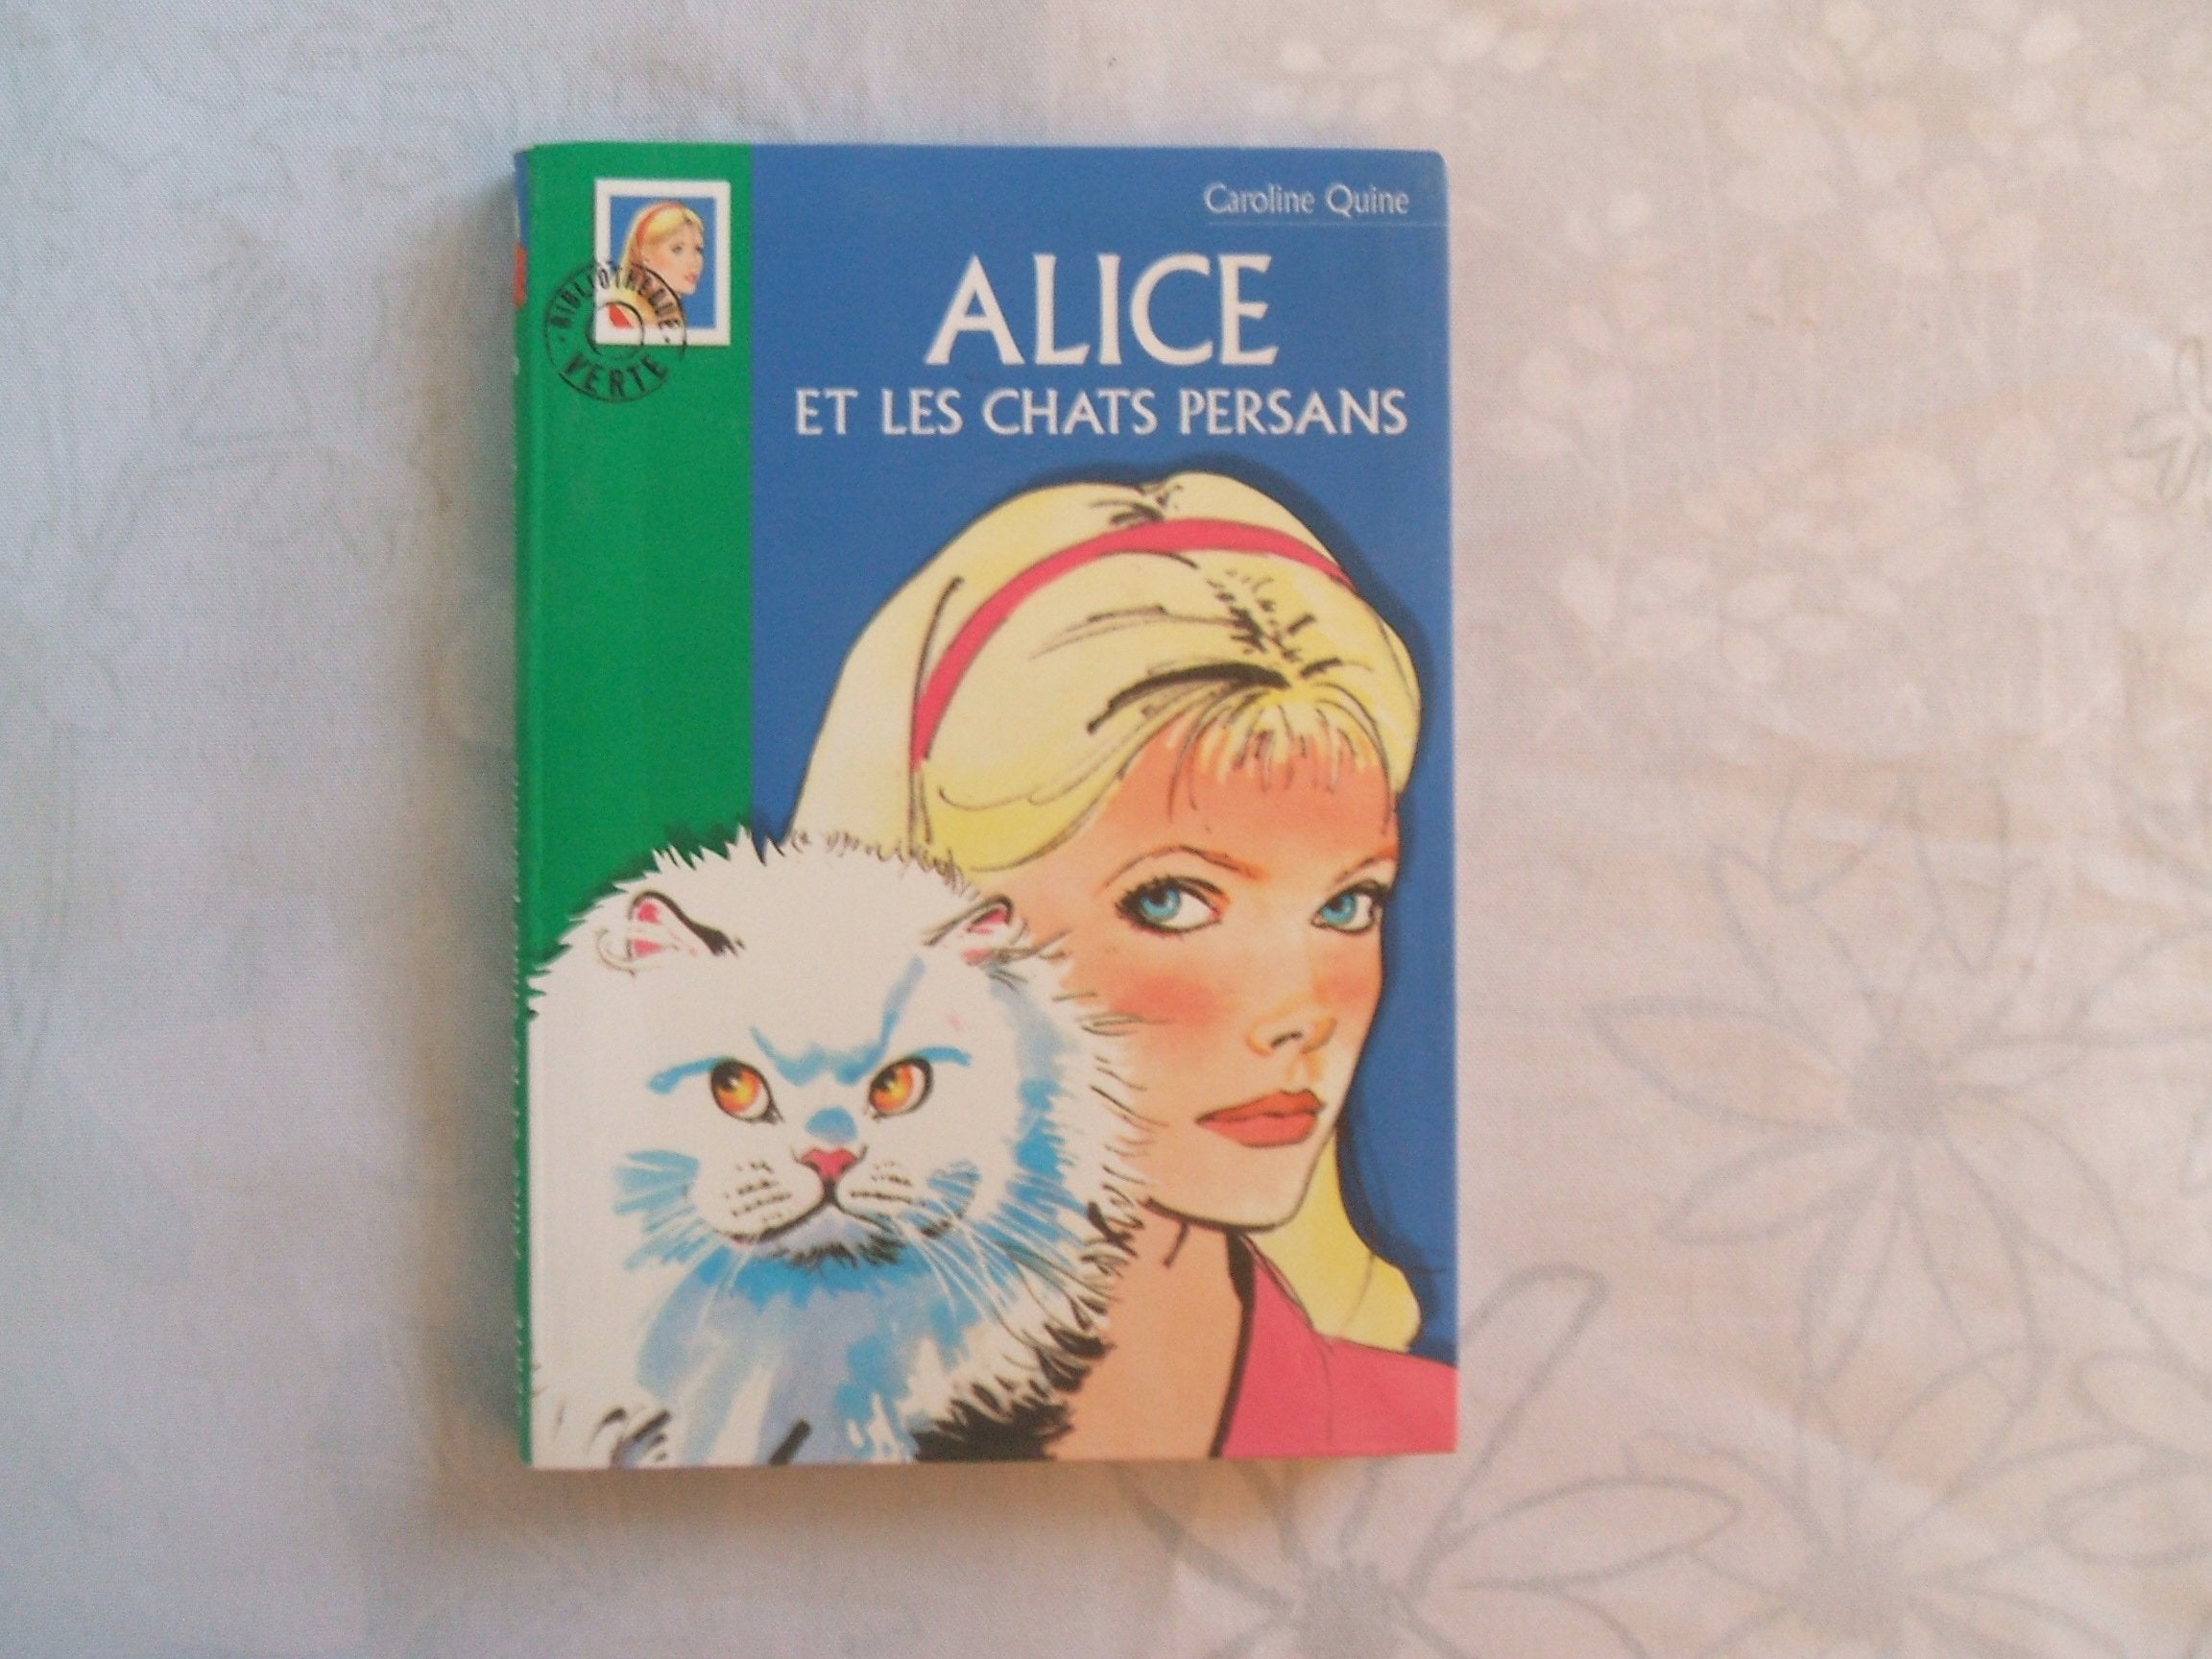 Caroline Quine
ALICE
ET LES CHATS PERSANS
BIBLIOTHÈQUE
VERTE